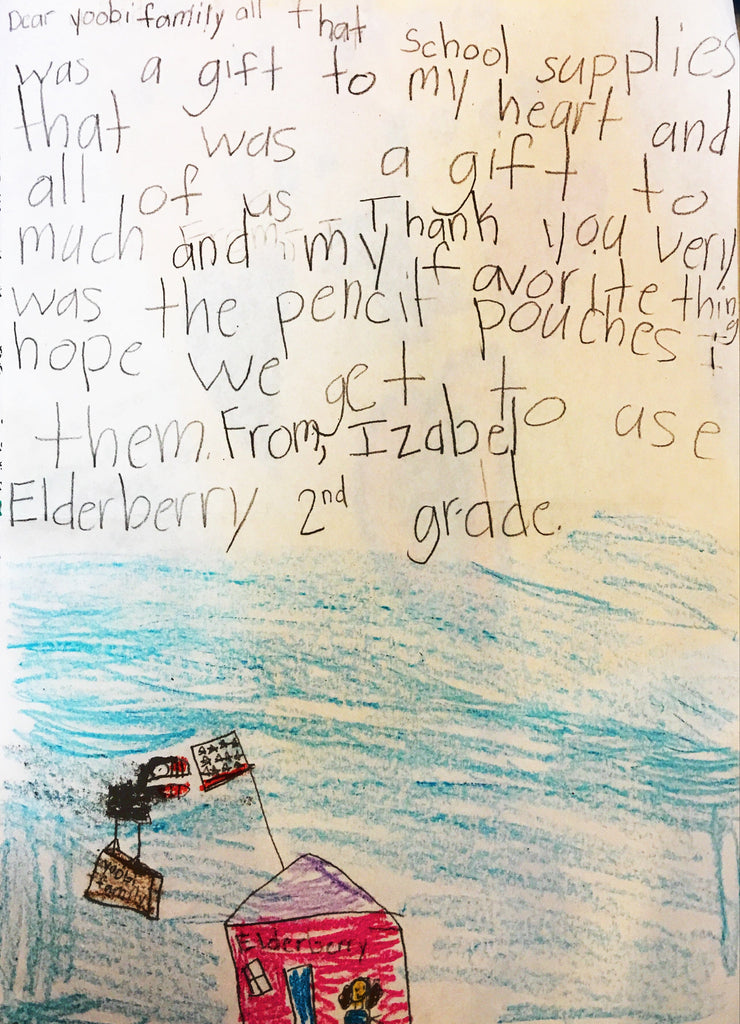 Dear yoobi family all that school supplies
was a gift to my heart and
that was a gift to
all of us Thank you very
much and my favorite thing
was the pencil pouches I
hope we get to use
them. From, Izabel
Elderberry 2nd grade.
yoobi
family
Elderberry